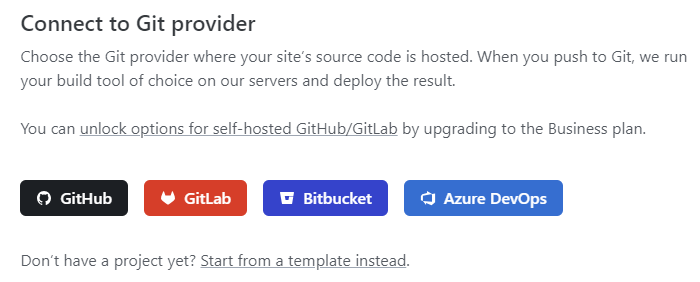 Connect to Git provider
Choose the Git provider where your site’s source code is hosted. When you push to Git, we run
your build tool of choice on our servers and deploy the result.
You can unlock options for self-hosted GitHub/GitLab by upgrading to the Business plan.
GitHub GitLab Bitbucket Azure DevOps
Don’t have a project yet? Start from a template instead.